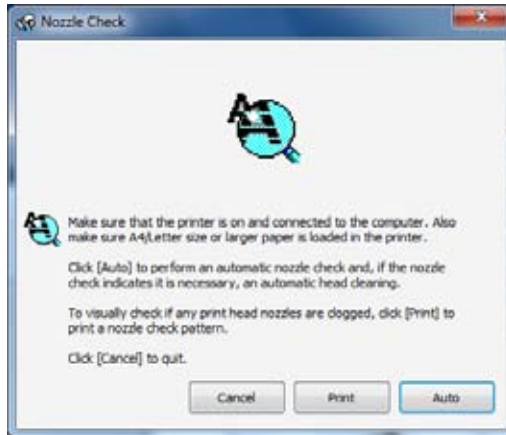 Nozzle Check
Make sure that the printer is on and connected to the computer. Also
make sure A4/Letter size or larger paper is loaded in the printer.
Click [Auto] to perform an automatic nozzle check and, if the nozzle
check indicates it is necessary, an automatic head cleaning.
To visually check if any print head nozzles are clogged, click [Print] to
print a nozzle check pattern.
Click [Cancel] to quit.
Cancel Print Auto